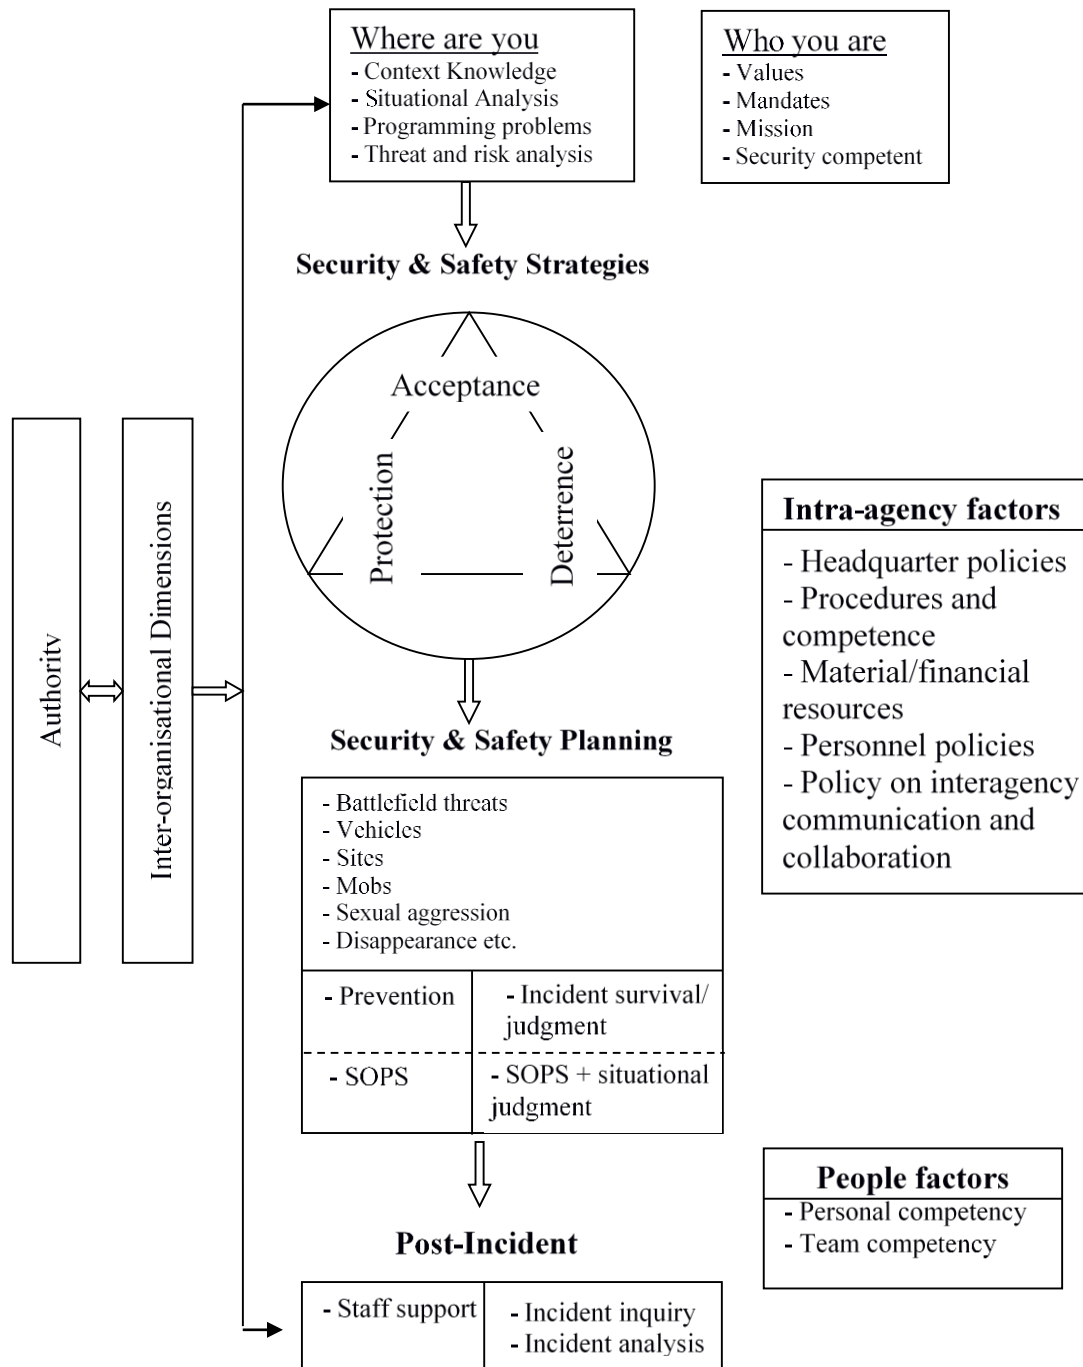 Where are you
- Context Knowledge
- Situational Analysis
- Programming problems
- Threat and risk analysis
Who you are
- Values
- Mandates
- Mission
- Security competent
Security & Safety Strategies
Acceptance
Protection
Deterrence
Authority
Inter-organisational Dimensions
Security & Safety Planning
- Battlefield threats
- Vehicles
- Sites
- Mobs
- Sexual aggression
- Disappearance etc.
- Prevention
- Incident survival/
judgment
- SOPS
- SOPS + situational
judgment
Intra-agency factors
- Headquarter policies
- Procedures and
competence
- Material/financial
resources
- Personnel policies
- Policy on interagency
communication and
collaboration
Post-Incident
- Staff support
- Incident inquiry
- Incident analysis
People factors
- Personal competency
- Team competency